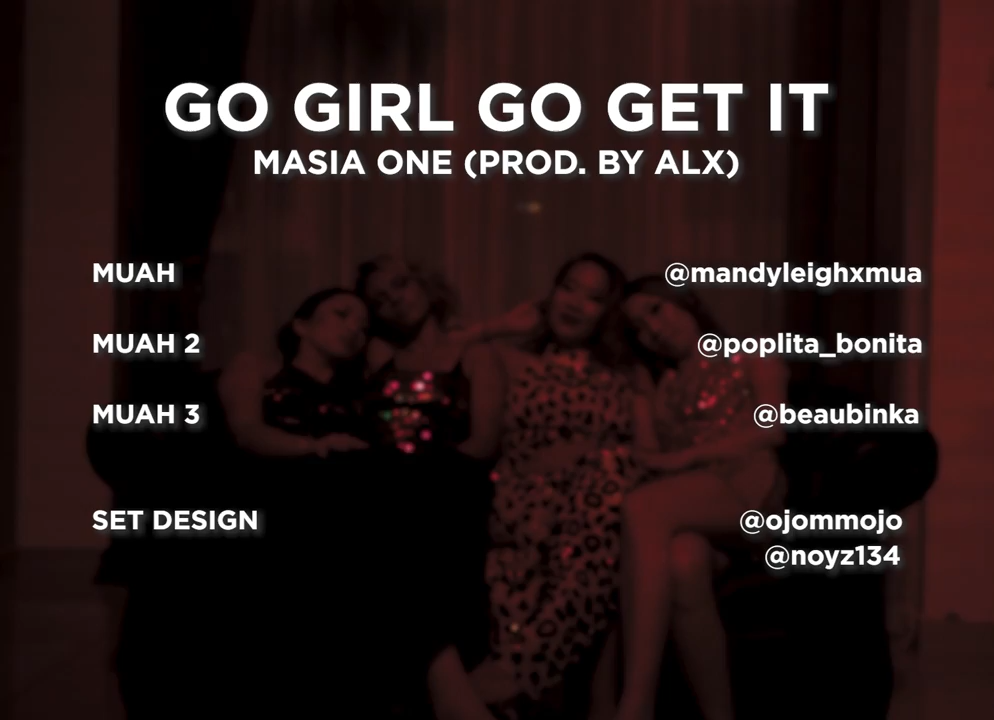 GO GIRL GO GET IT
MASIA ONE (PROD. BY ALX)
MUAH @mandyleighxmua
MUAH 2 @poplita_bonita
MUAH 3 @beaubinka
SET DESIGN @ojommojo
@noyz134